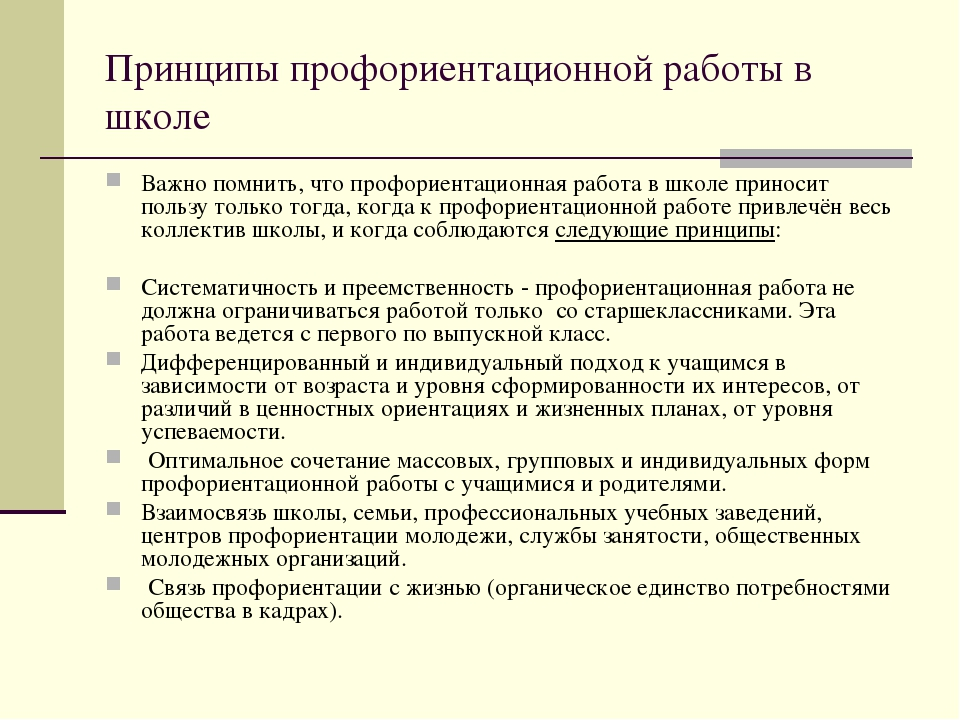 Принципы профориентационной работы в
школе
Важно помнить, что профориентационная работа в школе приносит
пользу только тогда, когда к профориентационной работе привлечён весь
коллектив школы, и когда соблюдаются следующие принципы:
Систематичность и преемственность - профориентационная работа не
должна ограничиваться работой только со старшеклассниками. Эта
работа ведется с первого по выпускной класс.
Дифференцированный и индивидуальный подход к учащимся в
зависимости от возраста и уровня сформированности их интересов, от
различий в ценностных ориентациях и жизненных планах, от уровня
успеваемости.
Оптимальное сочетание массовых, групповых и индивидуальных форм
профориентационной работы с учащимися и родителями.
Взаимосвязь школы, семьи, профессиональных учебных заведений,
центров профориентации молодежи, службы занятости, общественных
молодежных организаций.
Связь профориентации с жизнью (органическое единство потребностями
общества в кадрах).